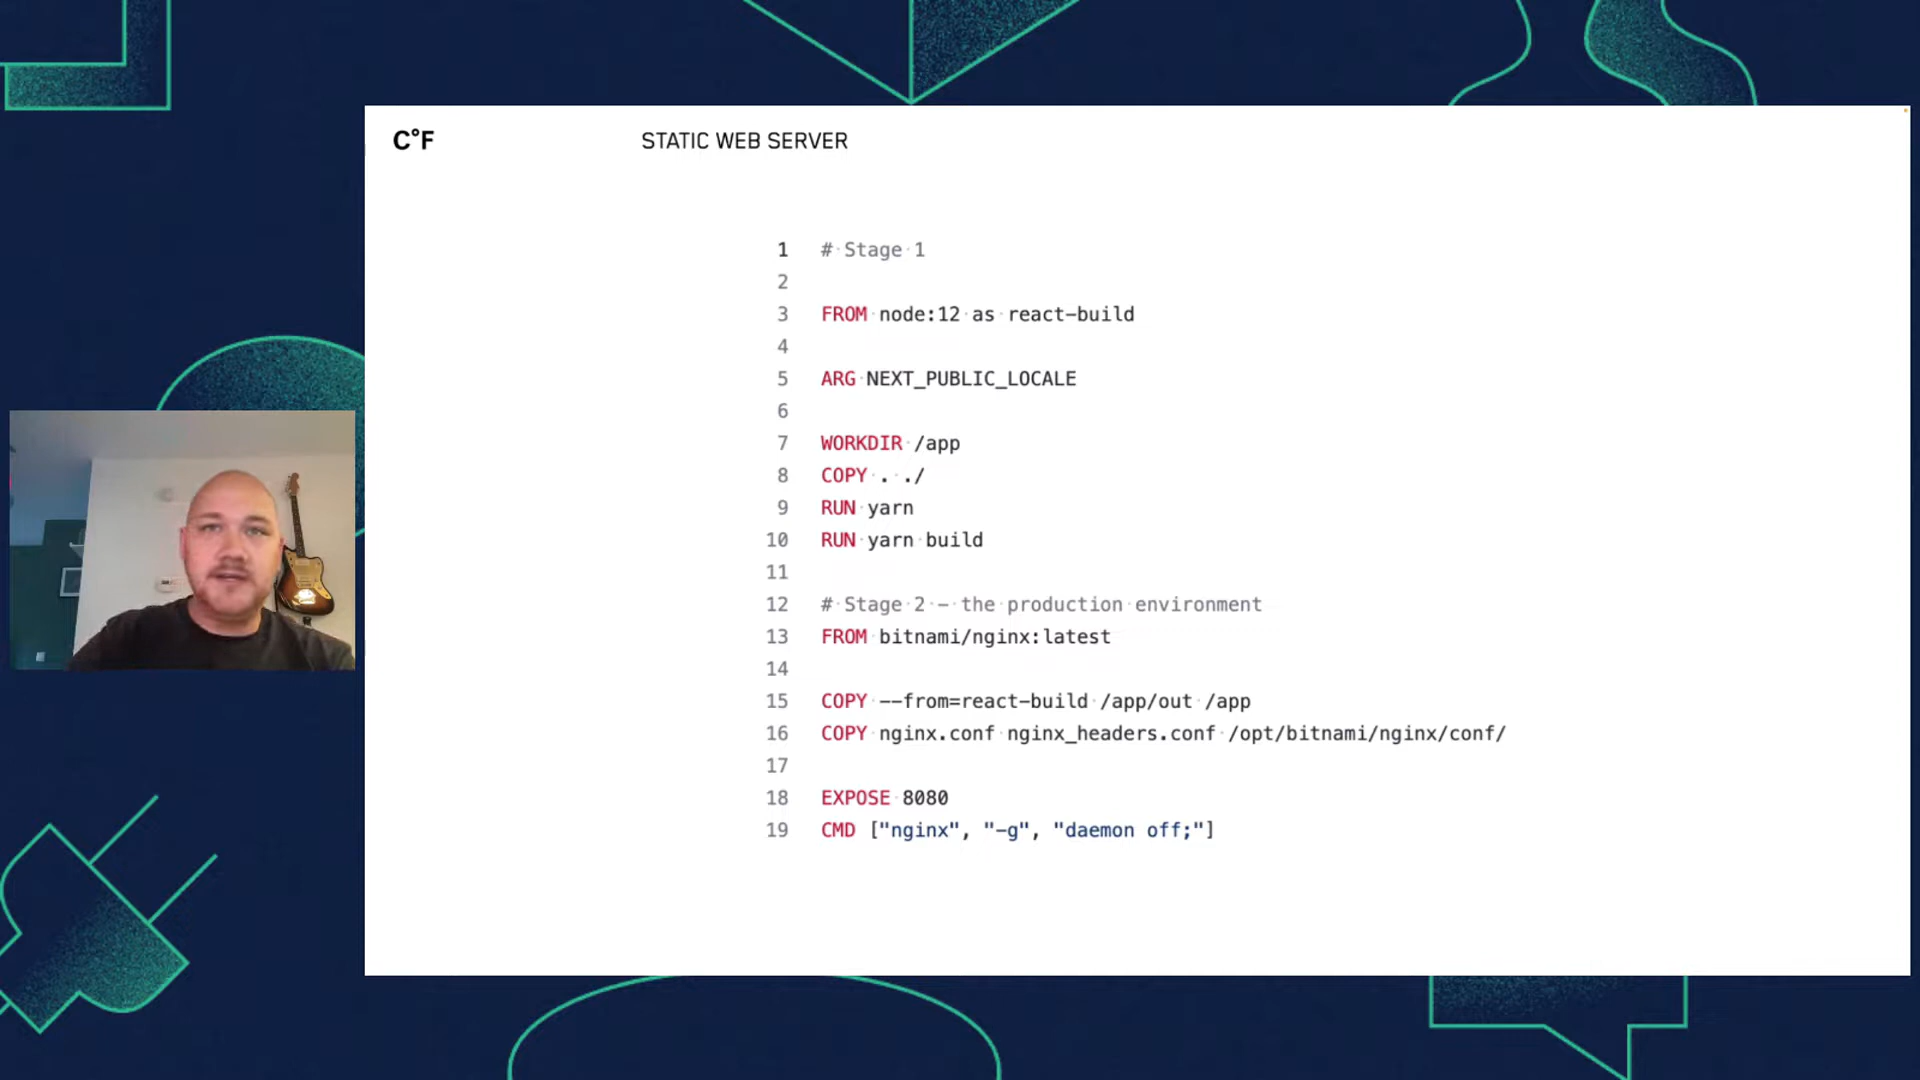 C°F
STATIC WEB SERVER
1 # Stage 1
2
3 FROM node:12 as react-build
4
5 ARG NEXT_PUBLIC_LOCALE
6
7 WORKDIR /app
8 COPY . ./
9 RUN yarn
10 RUN yarn build
11
12 # Stage 2 - the production environment
13 FROM bitnami/nginx:latest
14
15 COPY --from=react-build /app/out /app
16 COPY nginx.conf nginx_headers.conf /opt/bitnami/nginx/conf/
17
18 EXPOSE 8080
19 CMD ["nginx", "-g", "daemon off;"]